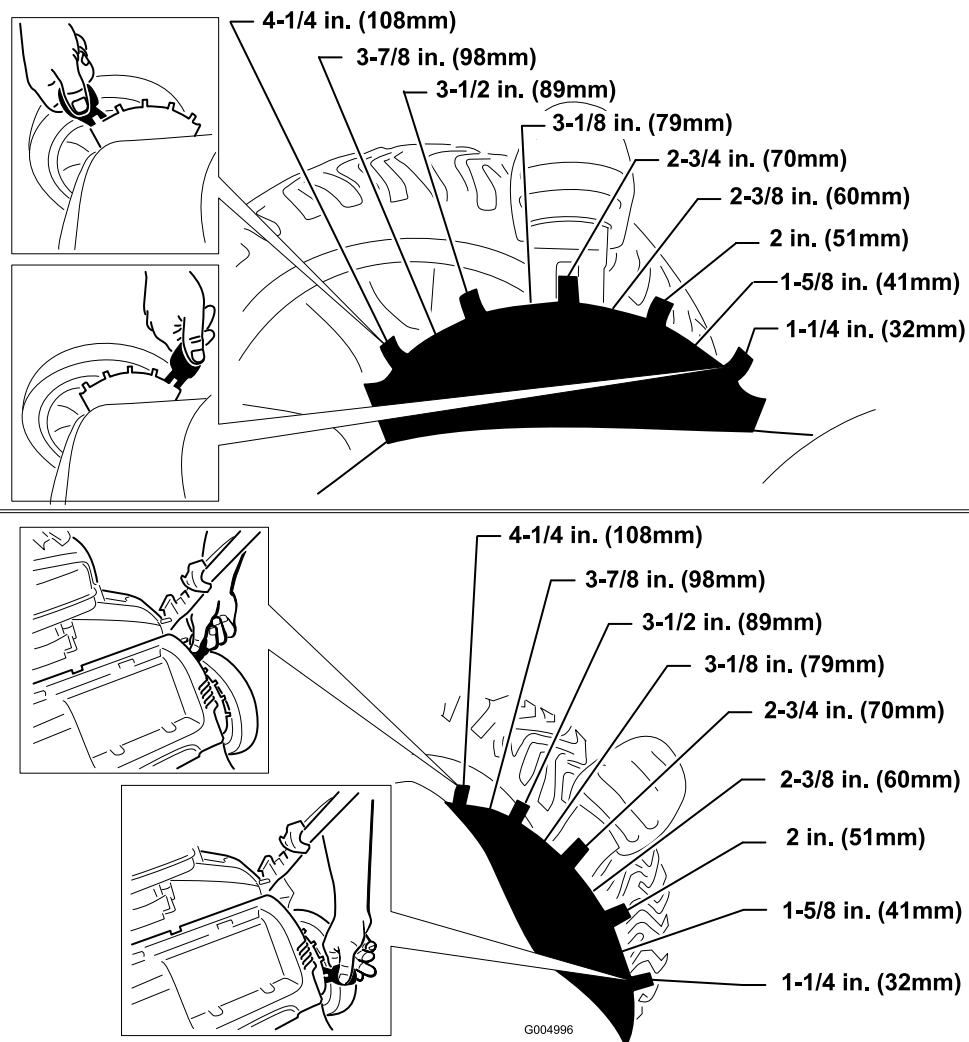 4-1/4 in. (108mm)
3-7/8 in. (98mm)
3-1/2 in. (89mm)
3-1/8 in. (79mm)
2-3/4 in. (70mm)
2-3/8 in. (60mm)
2 in. (51mm)
1-5/8 in. (41mm)
1-1/4 in. (32mm)
4-1/4 in. (108mm)
3-7/8 in. (98mm)
3-1/2 in. (89mm)
3-1/8 in. (79mm)
2-3/4 in. (70mm)
2-3/8 in. (60mm)
2 in. (51mm)
1-5/8 in. (41mm)
1-1/4 in. (32mm)
G004996